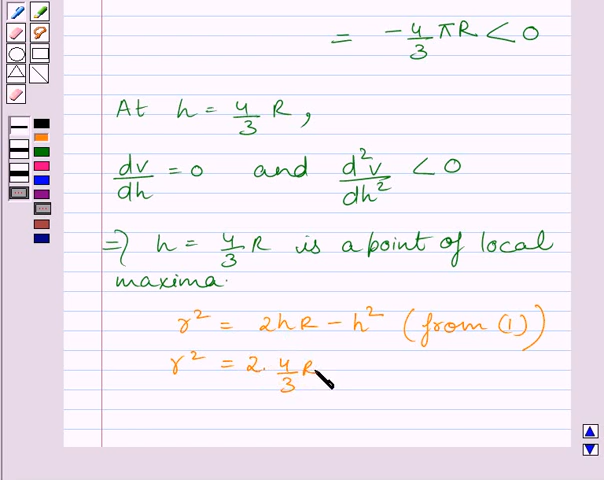 = -4/3 πR < 0
At h = 4/3 R,
dv/dh = 0 and d²v/dh² < 0
⇒ h = 4/3 R is a point of local
maxima.
r² = 2hR - h² (from (1))
r² = 2. 4/3 R